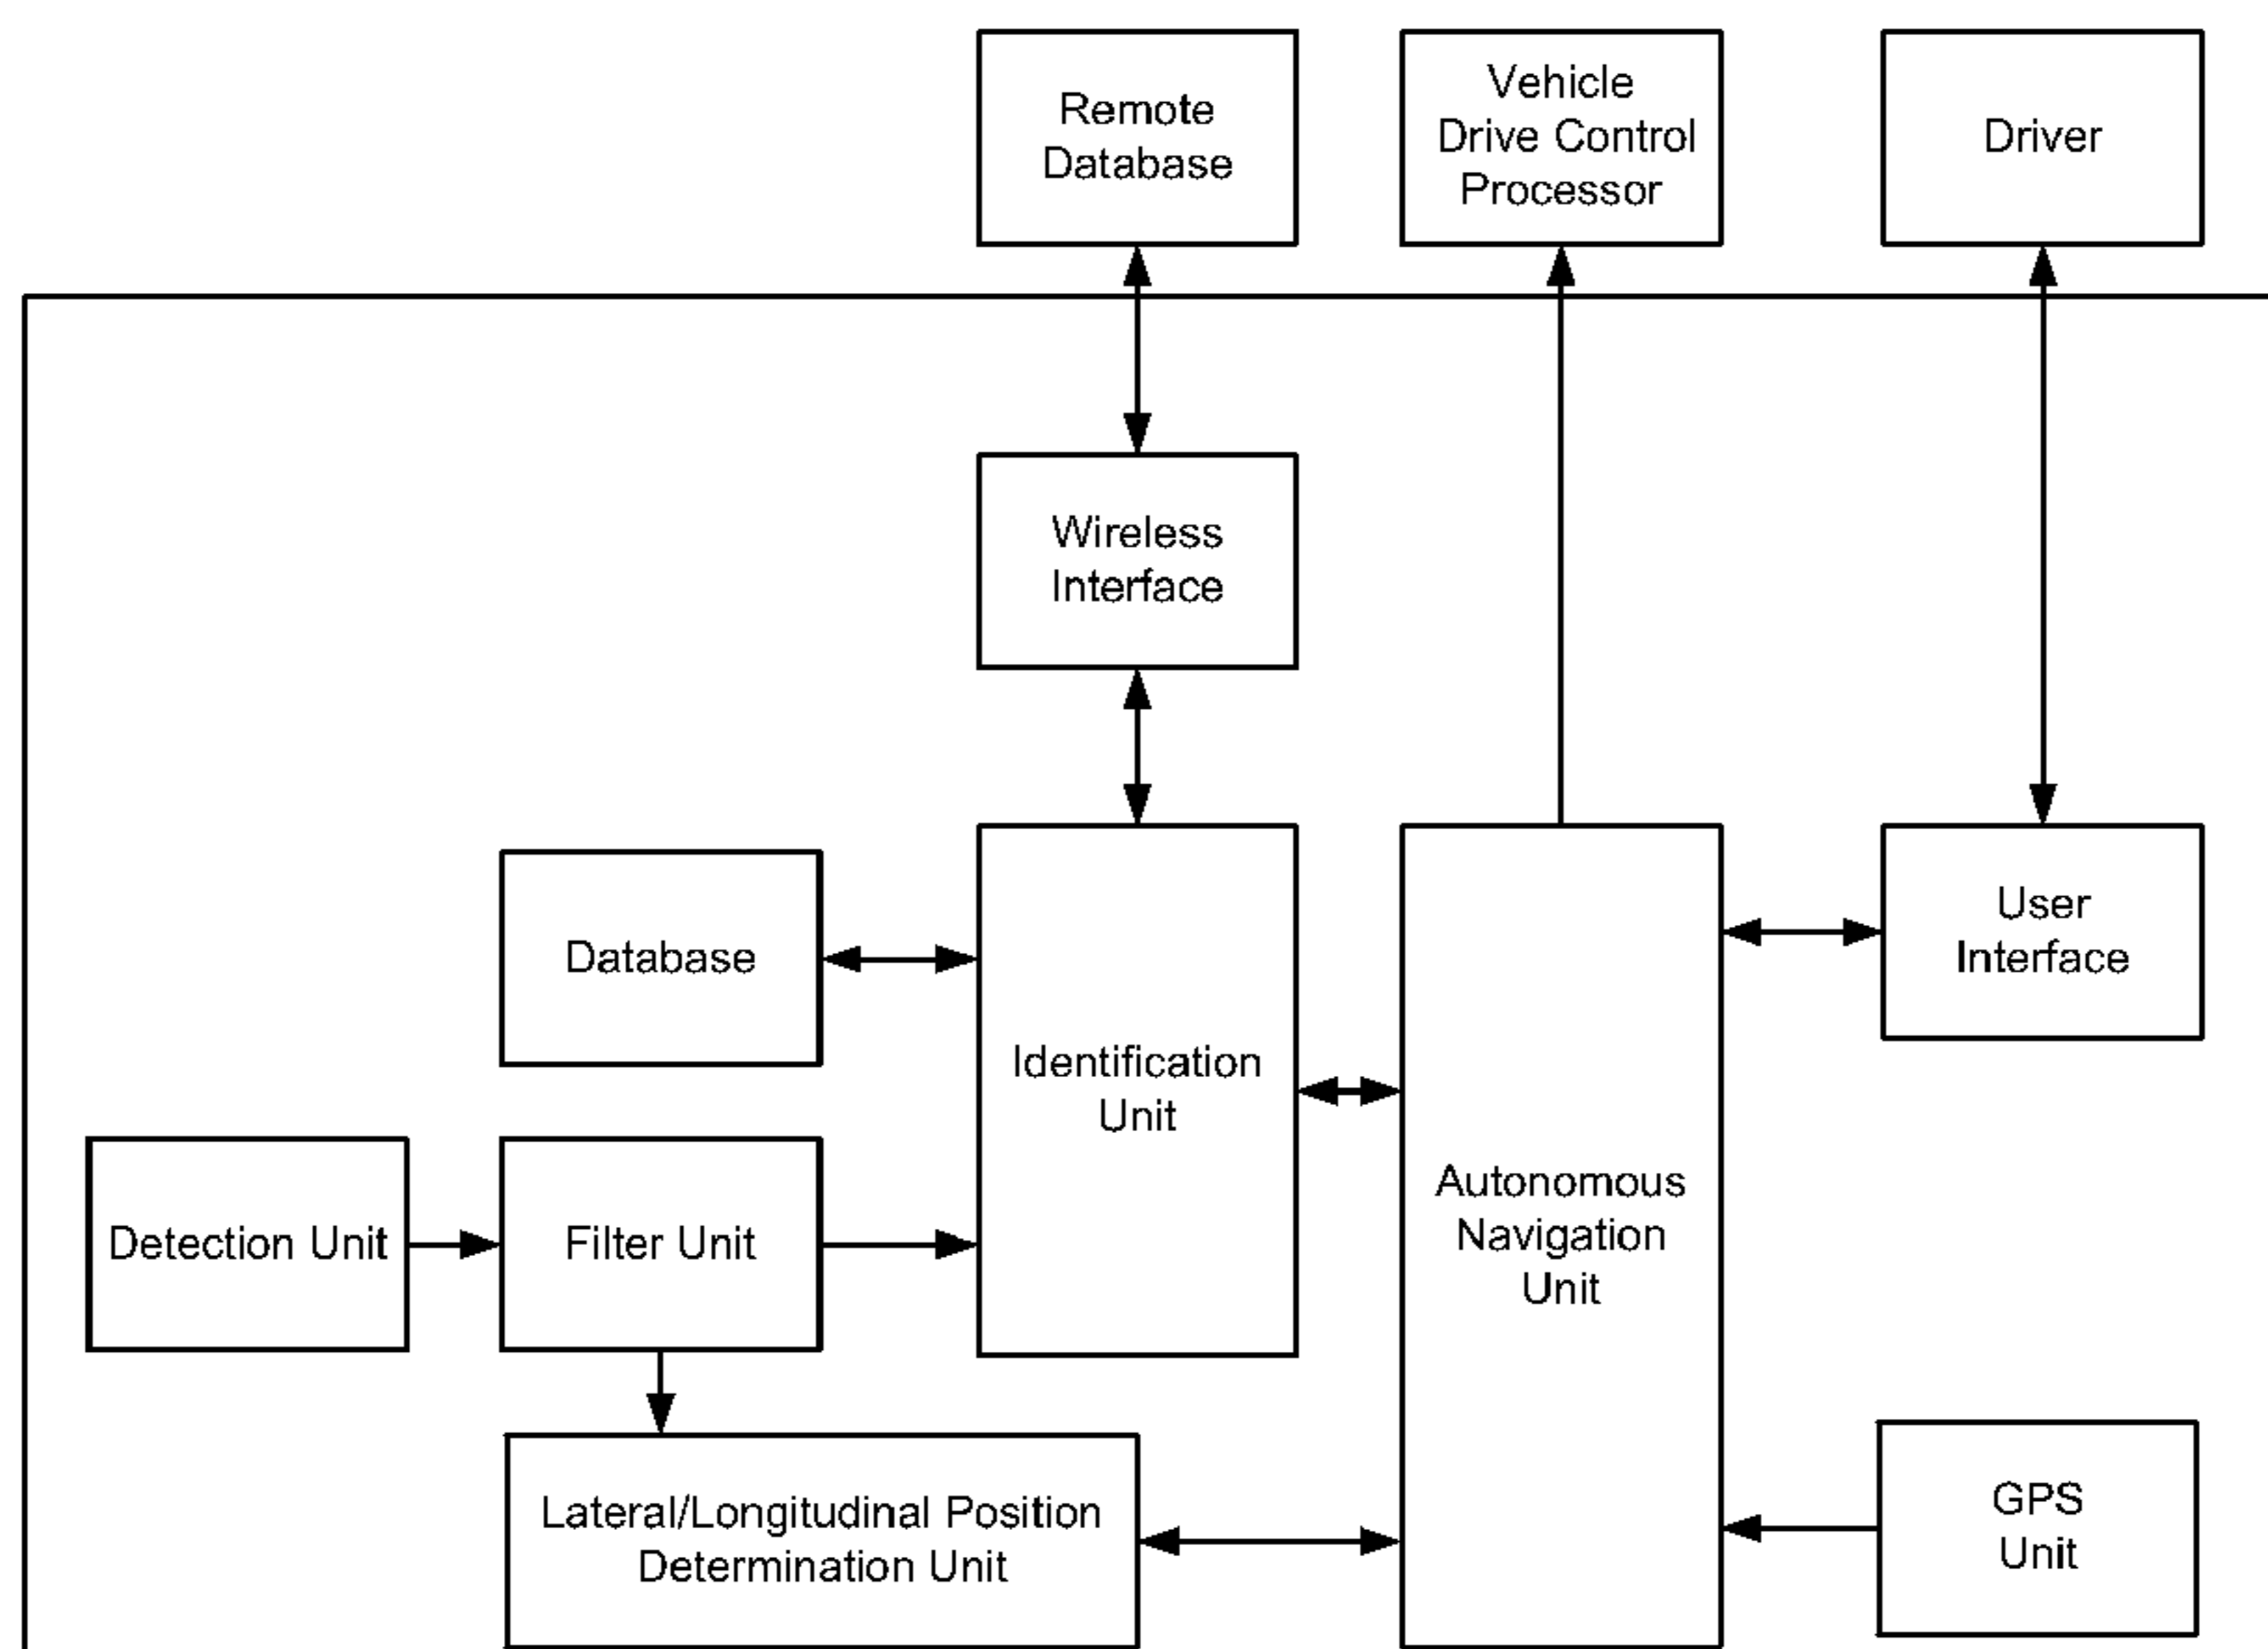 Remote
Database
Vehicle
Drive Control
Processor
Driver
Wireless
Interface
Database
Identification
Unit
User
Interface
Detection Unit
Filter Unit
Autonomous
Navigation
Unit
Lateral/Longitudinal Position
Determination Unit
GPS
Unit